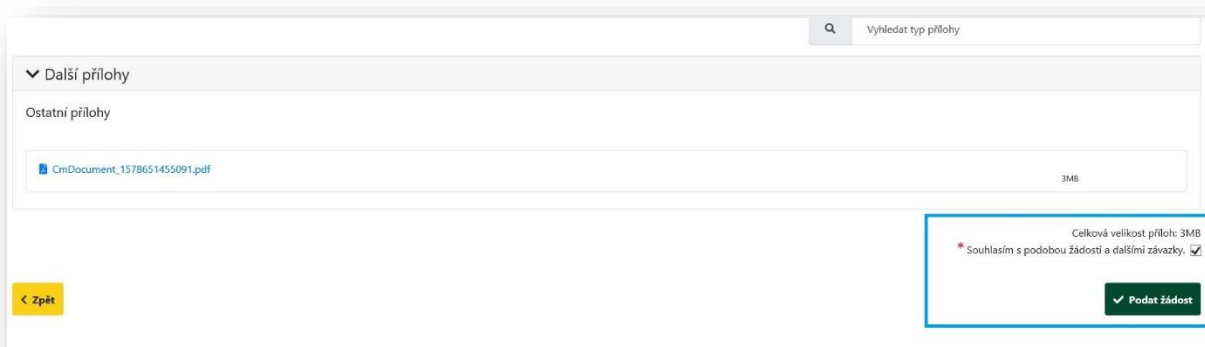 Vyhledat typ přílohy
Další přílohy
Ostatní přílohy
CmDocument_1578651455091.pdf
3MB
Celková velikost příloh: 3MB
* Souhlasím s podobou žádosti a dalšími závazky.
Zpět
Podat žádost